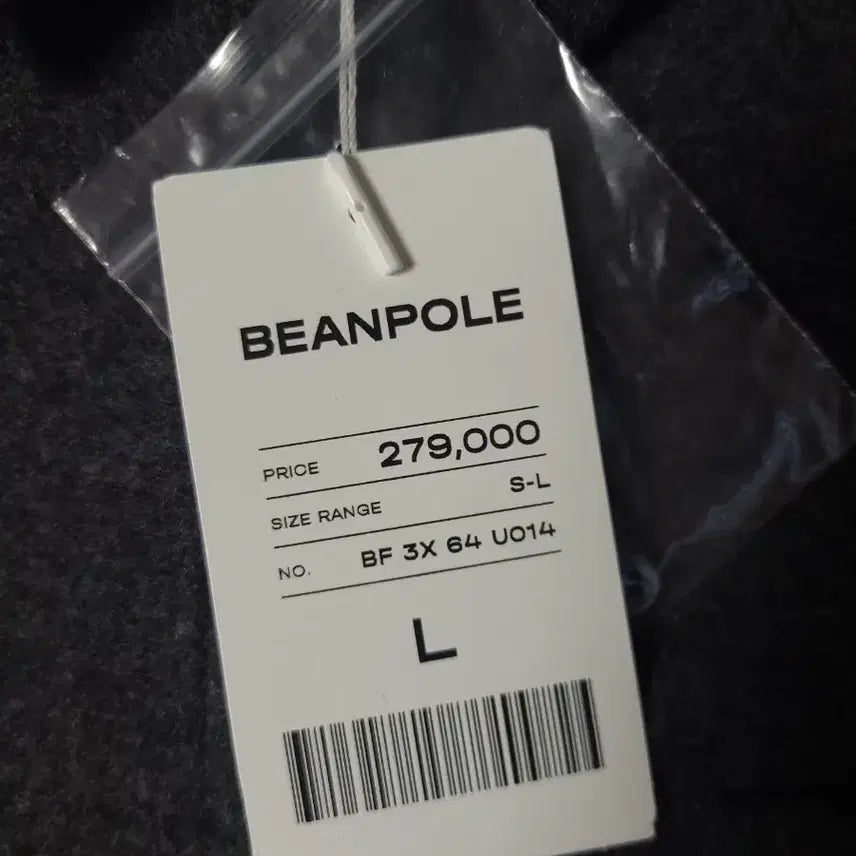 BEANPOLE
PRICE 279,000
SIZE RANGE S-L
NO. BF 3X 64 U014
L